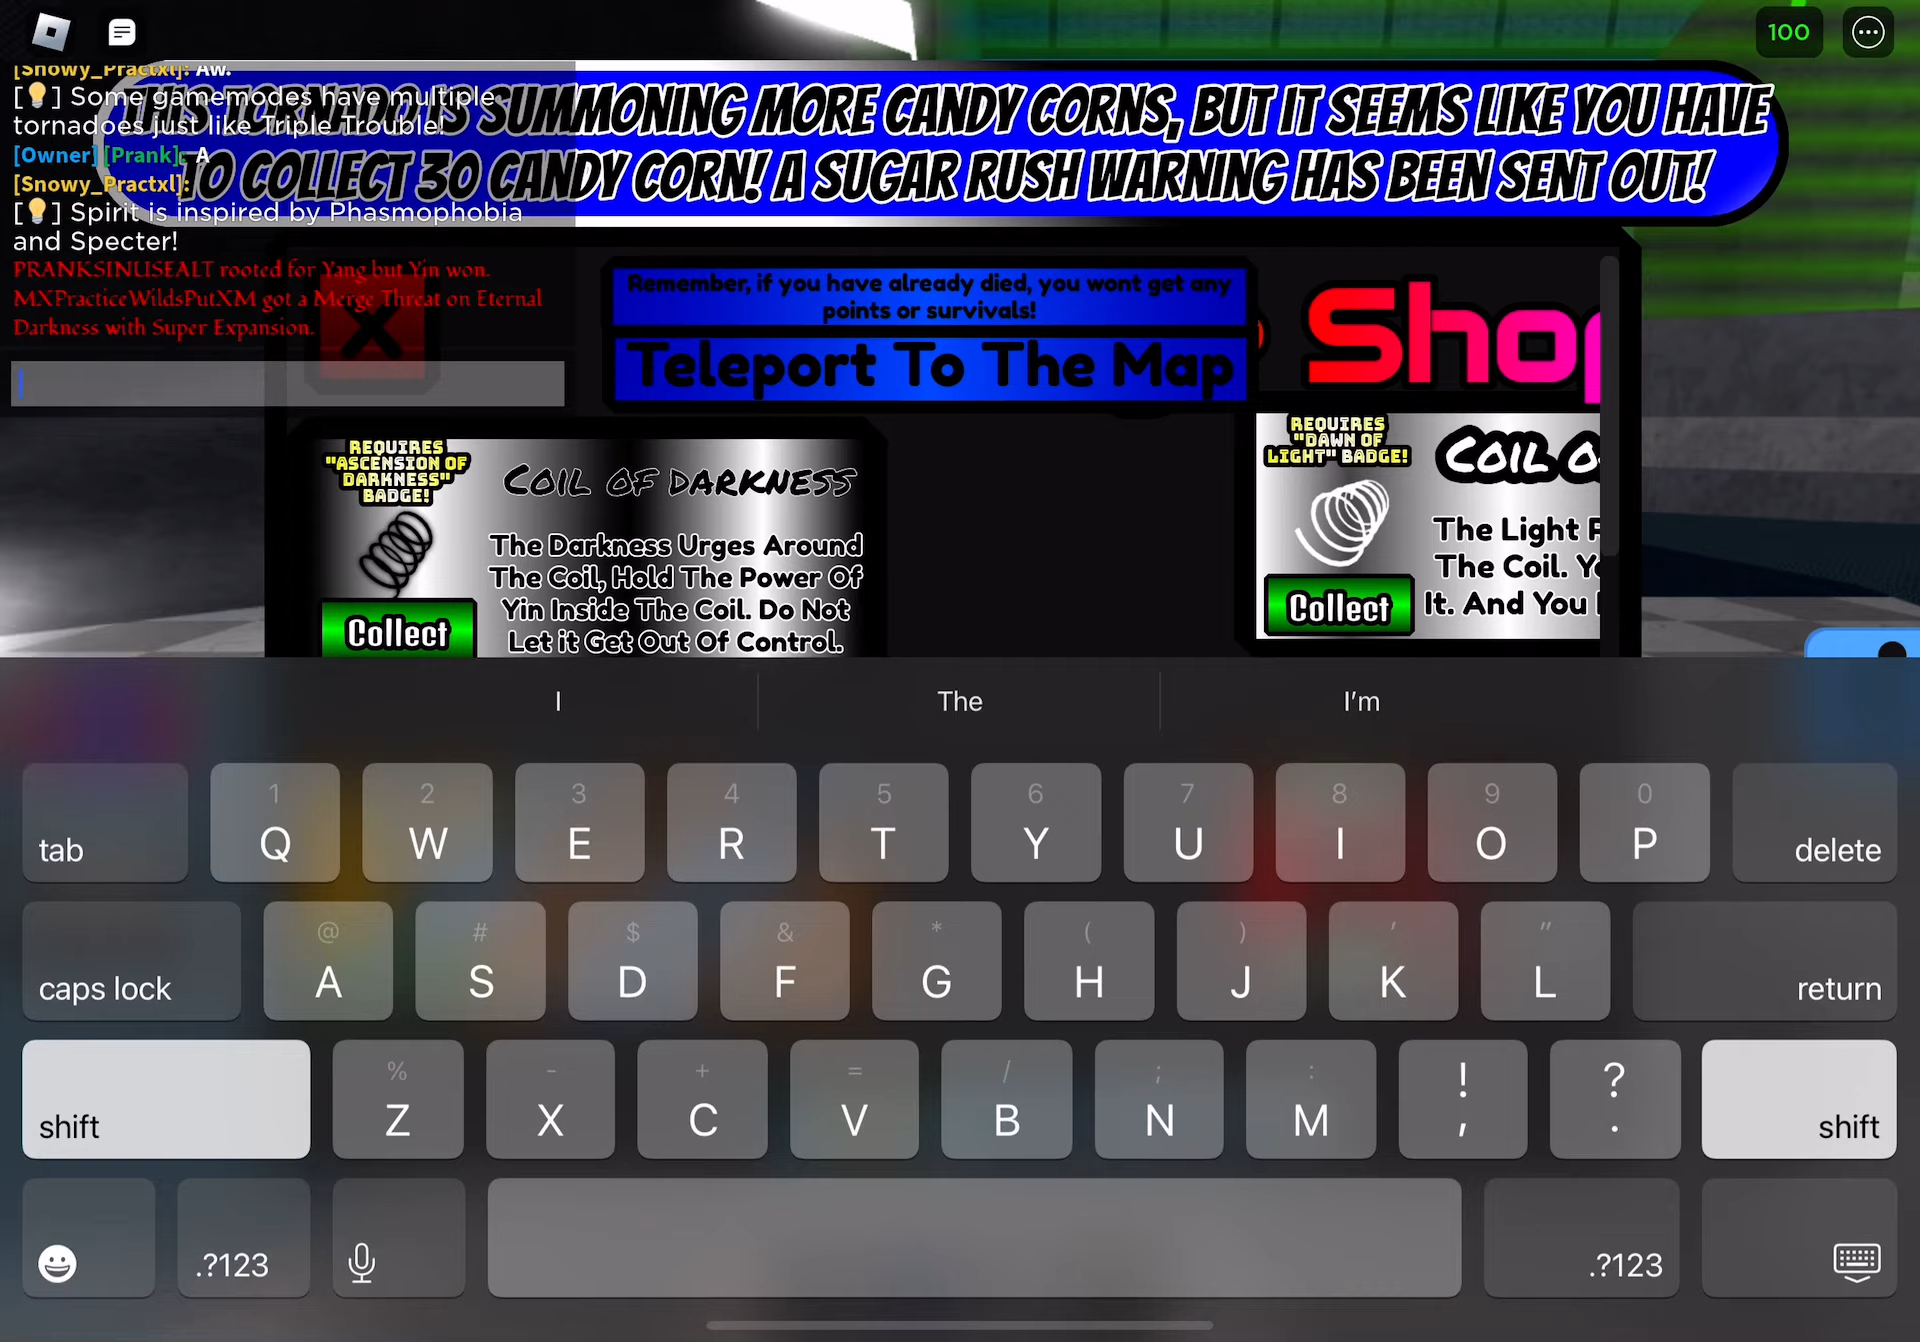 100
[Snowy_Practxl]: Aw.
[💡] Some gamemodes have multiple
tornadoes just like Triple Trouble!
[Owner][Prank]: A
[Snowy_Practxl]:
[💡] Spirit is inspired by Phasmophobia
and Specter!
PRANKSINUSEALT rooted for Yang but Yin won.
MXPracticeWildsPutXM got a Merge Threat on Eternal
Darkness with Super Expansion.
THIS TORNADO IS SUMMONING MORE CANDY CORNS, BUT IT SEEMS LIKE YOU HAVE
TO COLLECT 30 CANDY CORN! A SUGAR RUSH WARNING HAS BEEN SENT OUT!
X
Remember, if you have already died, you wont get any
points or survivals!
Teleport To The Map
Shop
REQUIRES
"ASCENSION OF
DARKNESS"
BADGE!
COIL OF DARKNESS
The Darkness Urges Around
The Coil, Hold The Power Of
Yin Inside The Coil. Do Not
Let it Get Out Of Control.
Collect
REQUIRES
"DAWN OF
LIGHT" BADGE!
COIL O
The Light
The Coil. Y
It. And You
Collect
I The I'm
1 2 3 4 5 6 7 8 9 0
tab Q W E R T Y U I O P delete
@ # $ & * ( ) ' "
caps lock A S D F G H J K L return
% - + = / ; : ! ?
shift Z X C V B N M , . shift
.?123 .?123